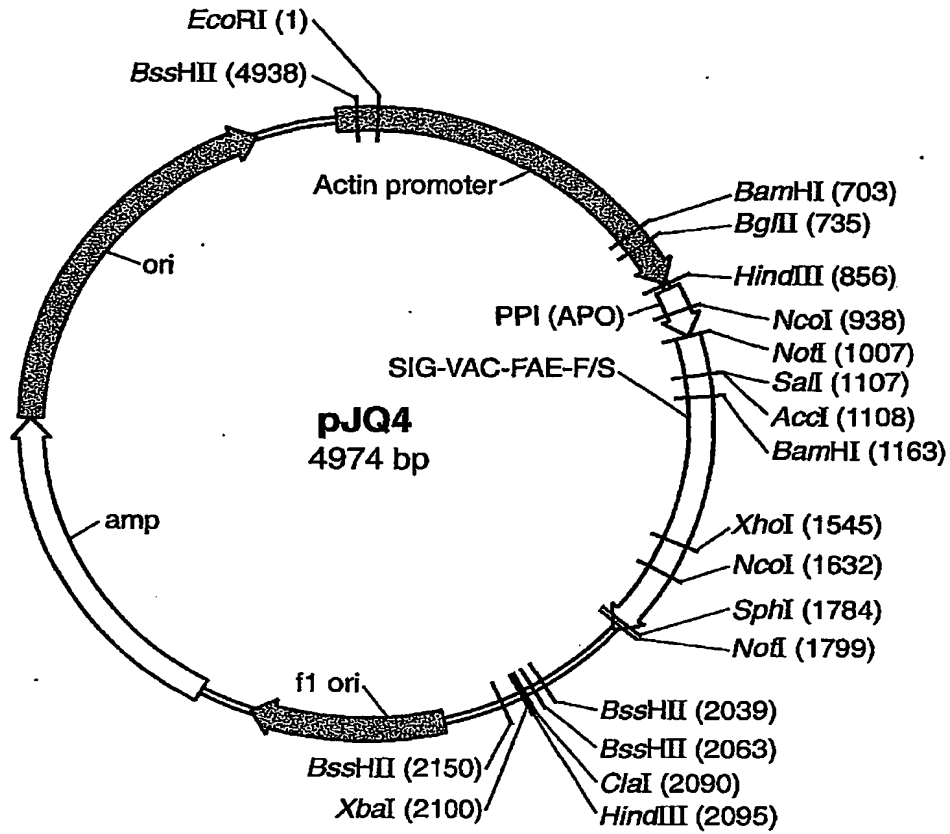 EcoRI (1)
BssHII (4938)
Actin promoter
BamHI (703)
BglII (735)
HindIII (856)
PPI (APO)
NcoI (938)
NotI (1007)
SIG-VAC-FAE-F/S
SalI (1107)
AccI (1108)
BamHI (1163)
ori
pJQ4
4974 bp
amp
XhoI (1545)
NcoI (1632)
SphI (1784)
NotI (1799)
f1 ori
BssHII (2039)
BssHII (2063)
BssHII (2150)
ClaI (2090)
XbaI (2100)
HindIII (2095)